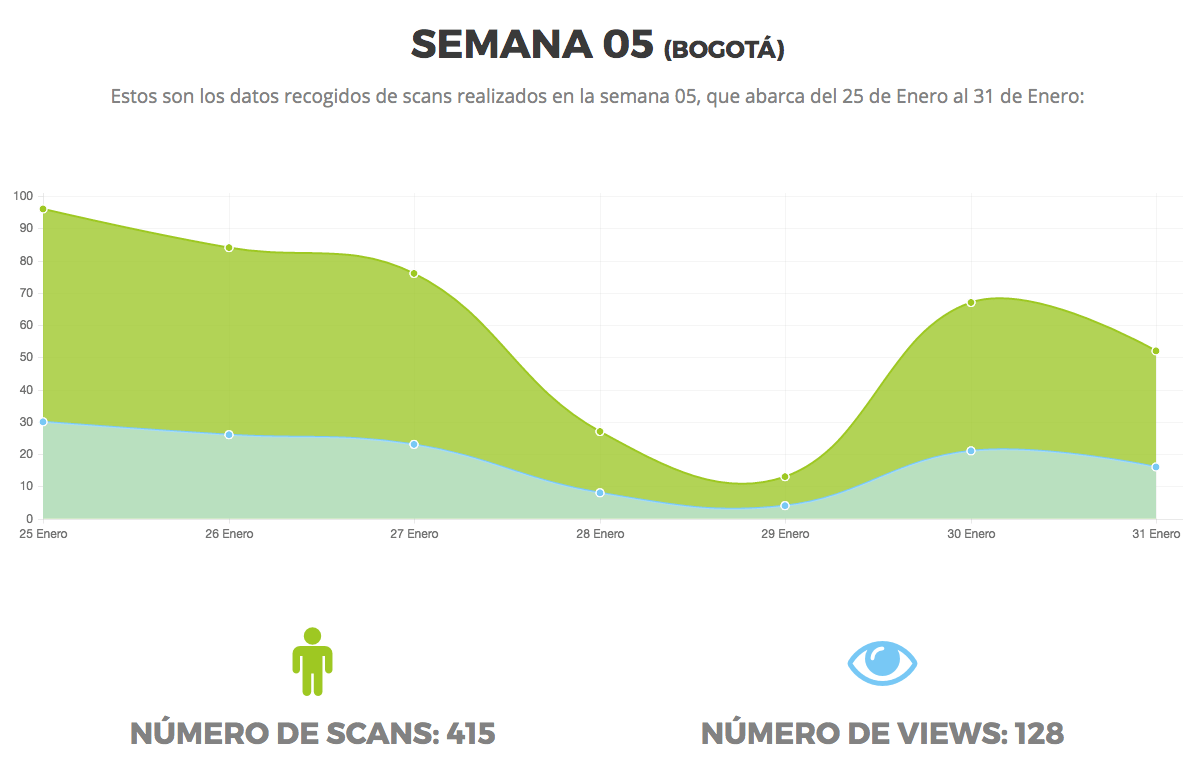 SEMANA 05 (BOGOTÁ)
Estos son los datos recogidos de scans realizados en la semana 05, que abarca del 25 de Enero al 31 de Enero:
100
90
80
70
60
50
40
30
20
10
0
25 Enero 26 Enero 27 Enero 28 Enero 29 Enero 30 Enero 31 Enero
NÚMERO DE SCANS: 415 NÚMERO DE VIEWS: 128